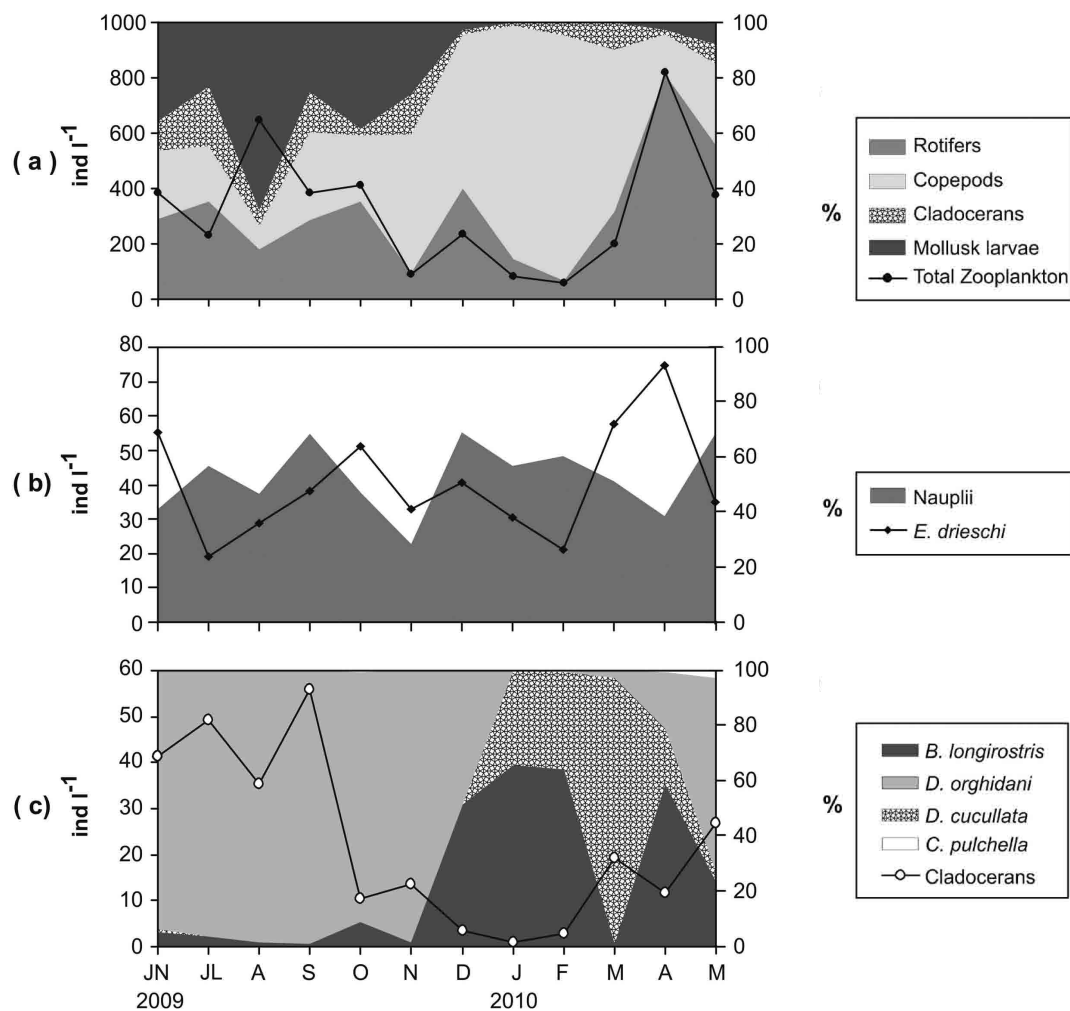 ( a )
ind l⁻¹
1000
800
600
400
200
0
100
80
60
40
20
0
%
Rotifers
Copepods
Cladocerans
Mollusk larvae
Total Zooplankton
( b )
ind l⁻¹
80
70
60
50
40
30
20
10
0
100
80
60
40
20
0
%
Nauplii
E. drieschi
( c )
ind l⁻¹
60
50
40
30
20
10
0
100
80
60
40
20
0
%
B. longirostris
D. orghidani
D. cucullata
C. pulchella
Cladocerans
JN JL A S O N D J F M A M
2009 2010